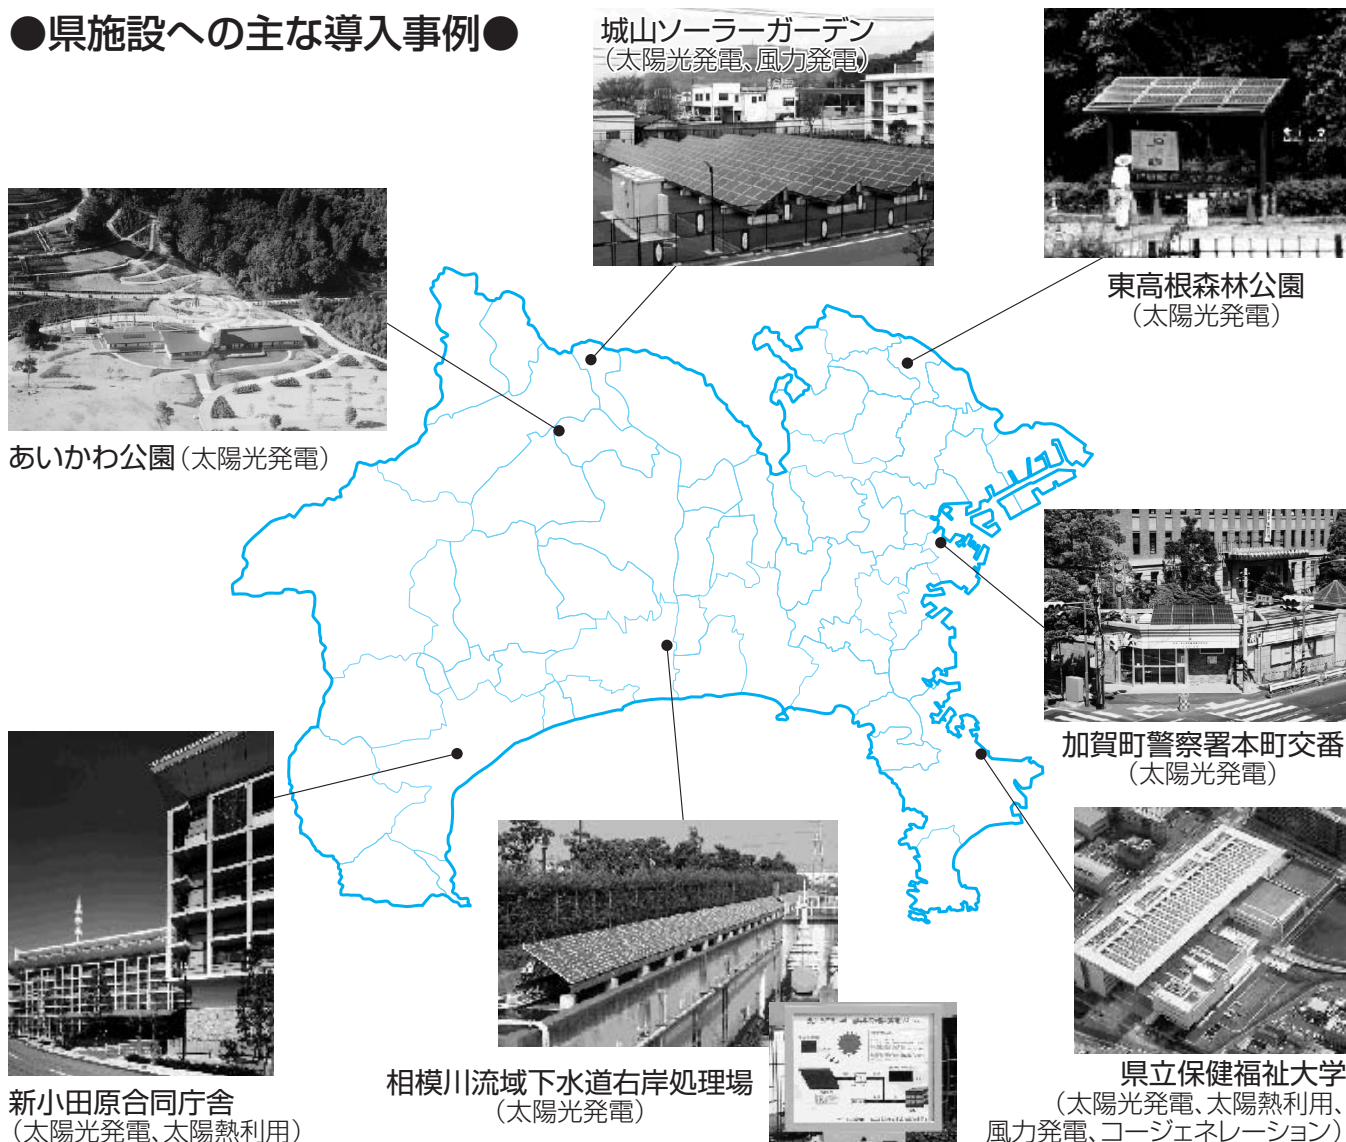 ●県施設への主な導入事例●
城山ソーラーガーデン
（太陽光発電、風力発電）
東高根森林公園
（太陽光発電）
あいかわ公園（太陽光発電）
加賀町警察署本町交番
（太陽光発電）
新小田原合同庁舎
（太陽光発電、太陽熱利用）
相模川流域下水道右岸処理場
（太陽光発電）
県立保健福祉大学
（太陽光発電、太陽熱利用、
風力発電、コージェネレーション）